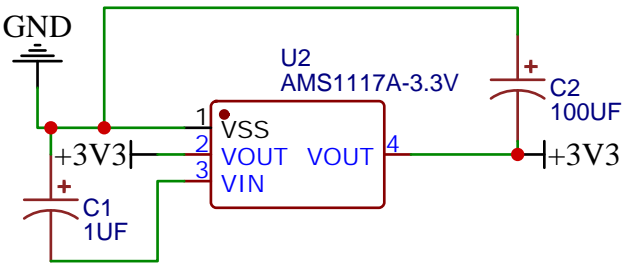 GND
U2
AMS1117A-3.3V
+
C2
100UF
1
VSS
+3V3
2
VOUT VOUT
4
+3V3
3
VIN
+
C1
1UF